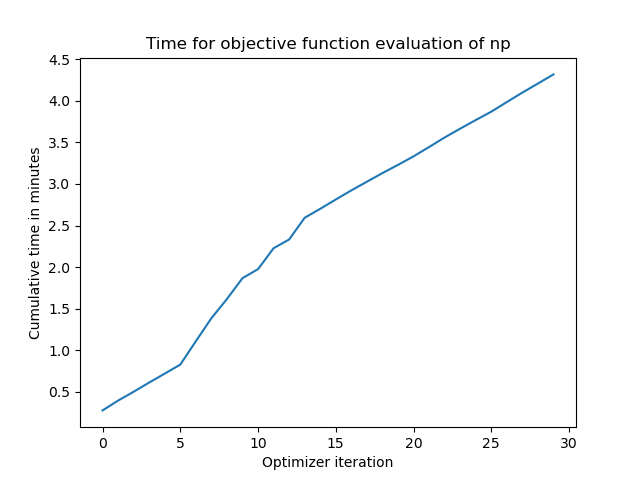 Time for objective function evaluation of np
4.5
4.0
3.5
3.0
2.5
2.0
1.5
1.0
0.5
Cumulative time in minutes
0 5 10 15 20 25 30
Optimizer iteration